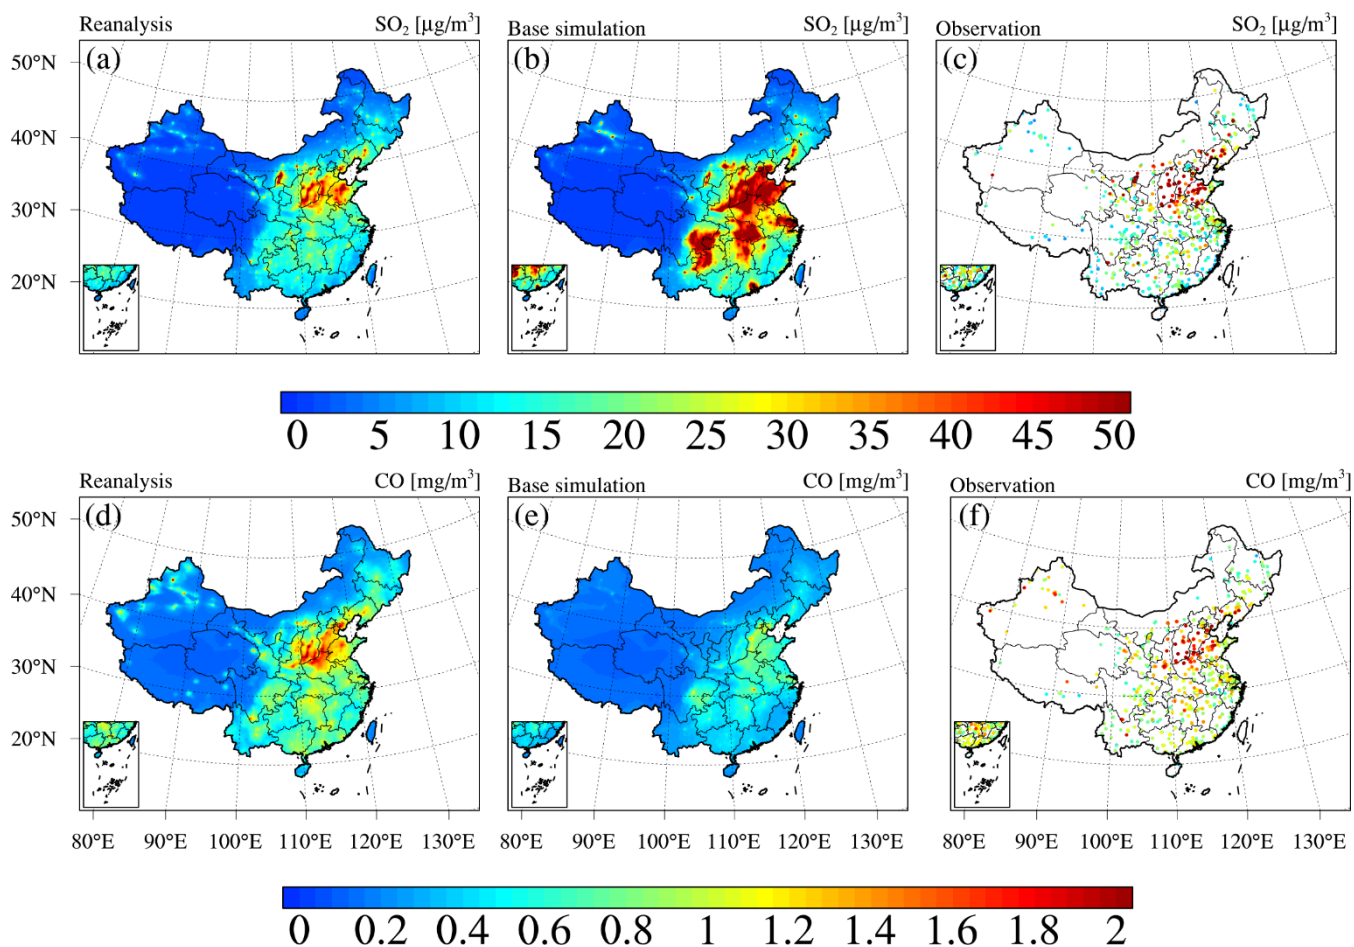 Reanalysis SO₂ [µg/m³]
Base simulation SO₂ [µg/m³]
Observation SO₂ [µg/m³]
(a)
(b)
(c)
50°N
40°N
30°N
20°N
0 5 10 15 20 25 30 35 40 45 50
Reanalysis CO [mg/m³]
Base simulation CO [mg/m³]
Observation CO [mg/m³]
(d)
(e)
(f)
50°N
40°N
30°N
20°N
80°E 90°E 100°E 110°E 120°E 130°E
80°E 90°E 100°E 110°E 120°E 130°E
80°E 90°E 100°E 110°E 120°E 130°E
0 0.2 0.4 0.6 0.8 1 1.2 1.4 1.6 1.8 2